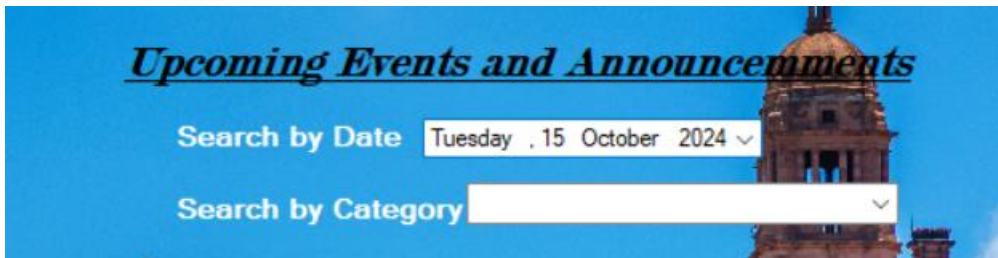 Upcoming Events and Announcemments
Search by Date Tuesday , 15 October 2024
Search by Category